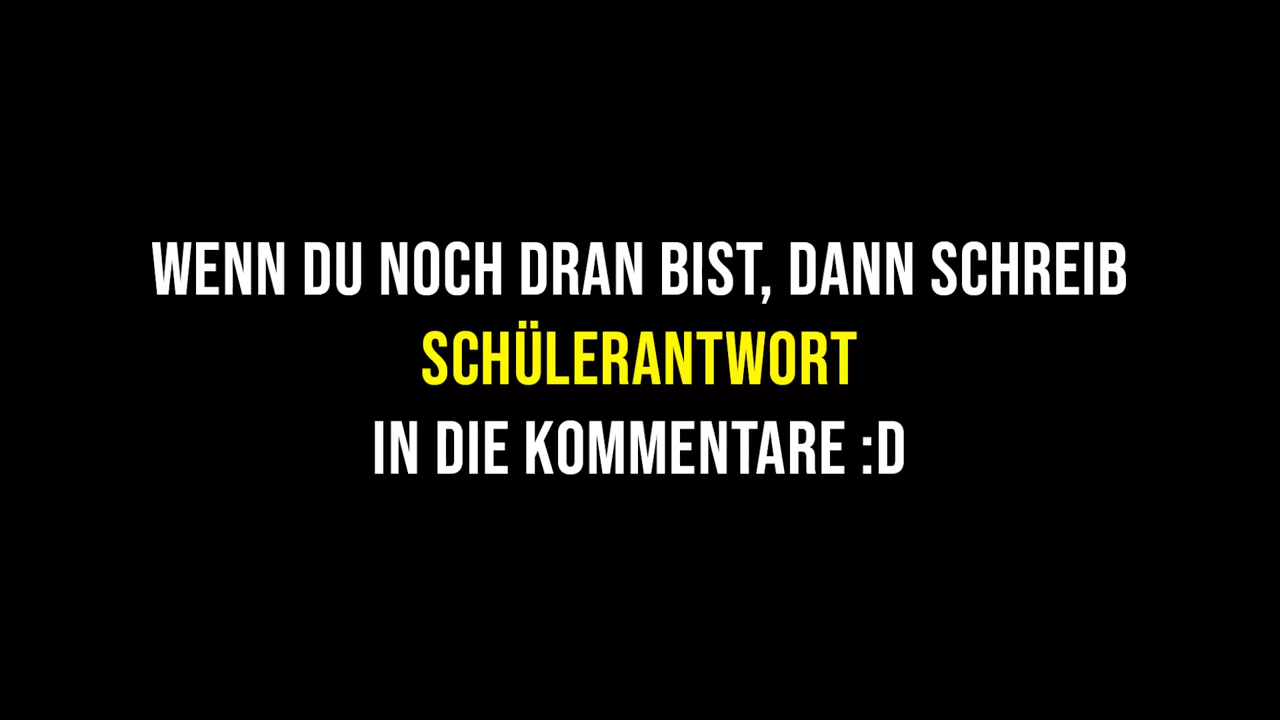 WENN DU NOCH DRAN BIST, DANN SCHREIB
SCHÜLERANTWORT
IN DIE KOMMENTARE :D